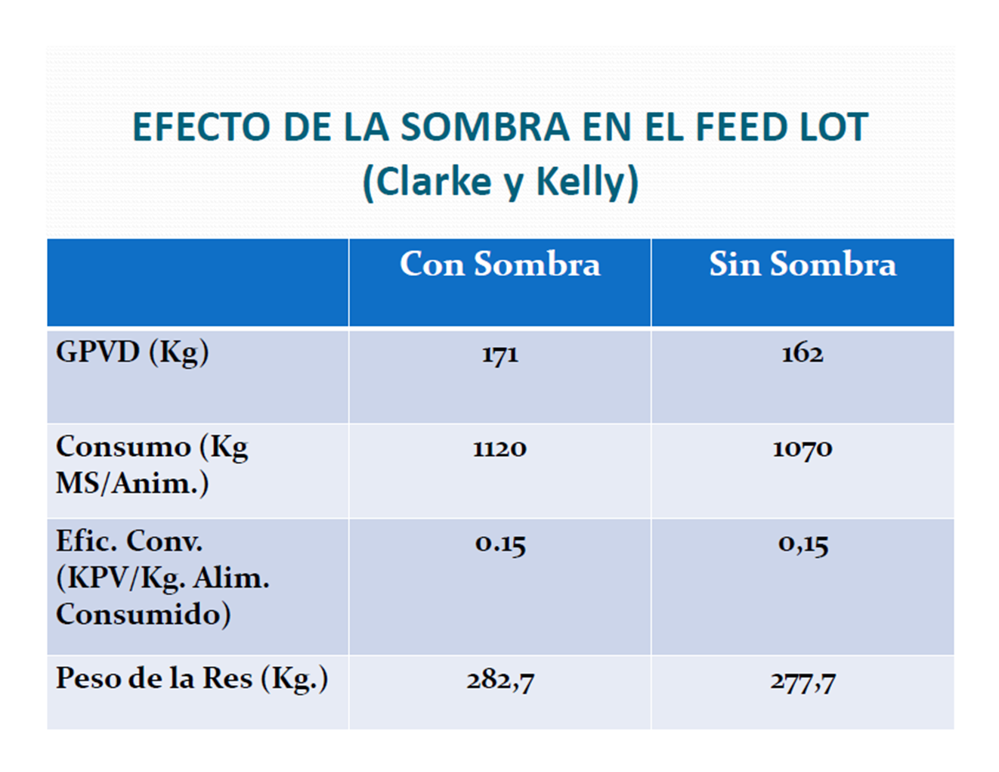 EFECTO DE LA SOMBRA EN EL FEED LOT
(Clarke y Kelly)
Con Sombra Sin Sombra
GPVD (Kg) 171 162
Consumo (Kg 1120 1070
MS/Anim.)
Efic. Conv. 0.15 0,15
(KPV/Kg. Alim.
Consumido)
Peso de la Res (Kg.) 282,7 277,7